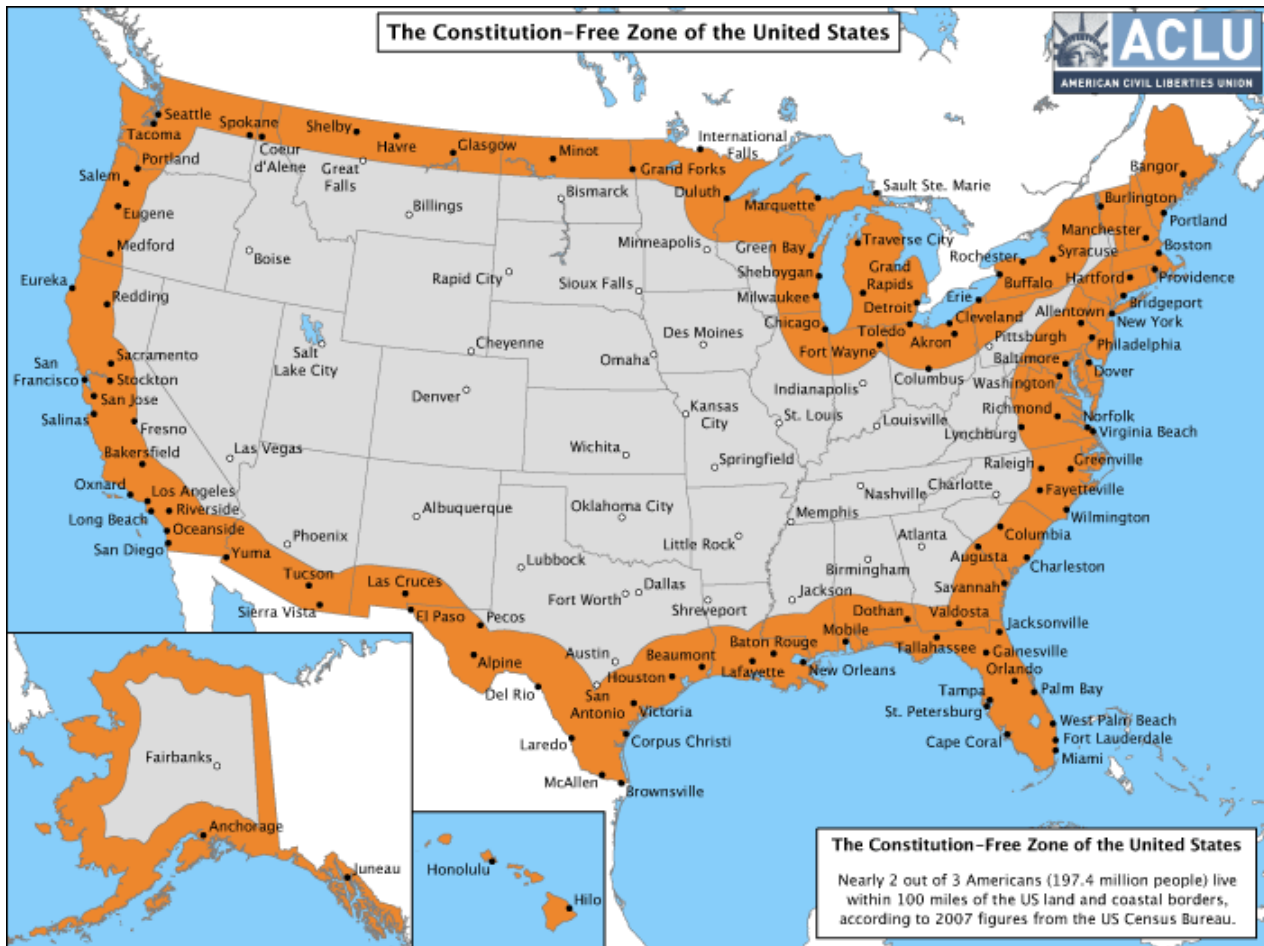 The Constitution-Free Zone of the United States
ACLU
AMERICAN CIVIL LIBERTIES UNION
Seattle
Tacoma
Spokane
Coeur
d'Alene
Shelby
Havre
Great
Falls
Glasgow
Minot
Grand Forks
International
Falls
Duluth
Marquette
Sault Ste. Marie
Bangor
Portland
Salem
Eugene
Medford
Billings
Bismarck
Minneapolis
Green Bay
Traverse City
Burlington
Portland
Manchester
Boston
Rochester
Syracuse
Buffalo
Hartford
Providence
Bridgeport
Boise
Rapid City
Sioux Falls
Sheboygan
Milwaukee
Grand
Rapids
Detroit
Erie
Cleveland
Allentown
New York
Eureka
Redding
Chicago
Toledo
Akron
Fort Wayne
Pittsburgh
Philadelphia
Baltimore
Dover
Washington
Columbus
Sacramento
San
Francisco
Stockton
San Jose
Salinas
Fresno
Salt
Lake City
Cheyenne
Denver
Omaha
Des Moines
Indianapolis
Kansas
City
St. Louis
Louisville
Richmond
Norfolk
Virginia Beach
Lynchburg
Bakersfield
Las Vegas
Wichita
Springfield
Raleigh
Greenville
Nashville
Charlotte
Fayetteville
Wilmington
Oxnard
Los Angeles
Long Beach
Riverside
Oceanside
San Diego
Albuquerque
Oklahoma City
Memphis
Little Rock
Atlanta
Columbia
Augusta
Charleston
Birmingham
Savannah
Phoenix
Yuma
Tucson
Sierra Vista
Las Cruces
El Paso
Lubbock
Dallas
Fort Worth
Shreveport
Jackson
Dothan
Valdosta
Jacksonville
Pecos
Alpine
Del Rio
Austin
San
Antonio
Houston
Beaumont
Lafayette
Baton Rouge
New Orleans
Mobile
Tallahassee
Gainesville
Orlando
Tampa
Palm Bay
St. Petersburg
West Palm Beach
Fort Lauderdale
Cape Coral
Miami
Victoria
Corpus Christi
Laredo
McAllen
Brownsville
Fairbanks
Anchorage
Juneau
Honolulu
Hilo
The Constitution-Free Zone of the United States
Nearly 2 out of 3 Americans (197.4 million people) live
within 100 miles of the US land and coastal borders,
according to 2007 figures from the US Census Bureau.